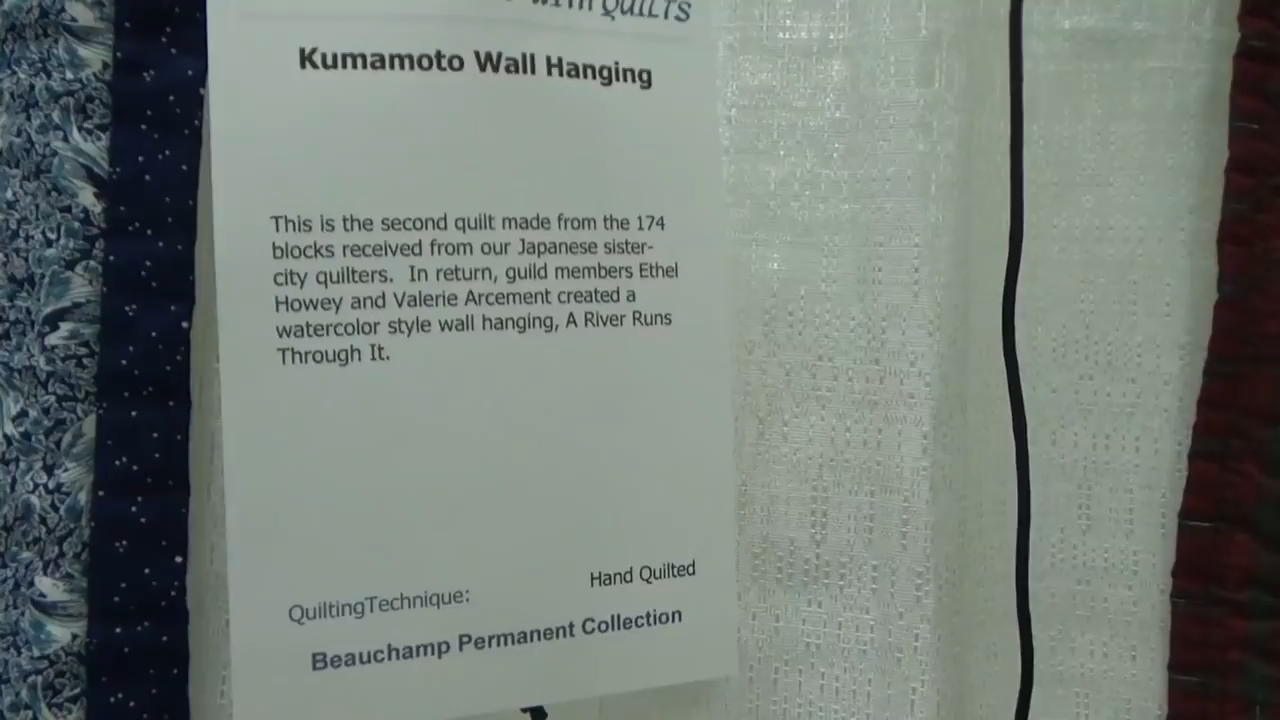 WITH QUILTS
Kumamoto Wall Hanging
This is the second quilt made from the 174
blocks received from our Japanese sister-
city quilters. In return, guild members Ethel
Howey and Valerie Arcement created a
watercolor style wall hanging, A River Runs
Through It.
Hand Quilted
QuiltingTechnique:
Beauchamp Permanent Collection